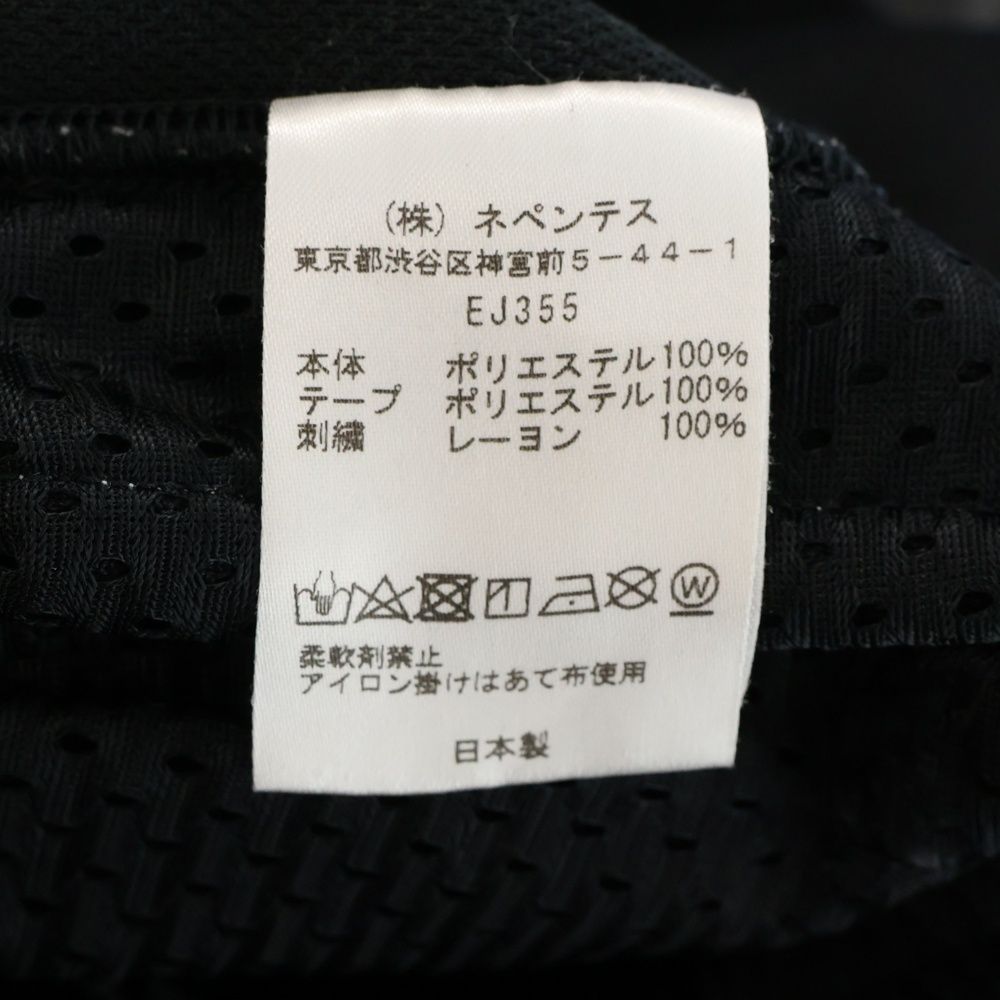 (株) ネペンテス
東京都渋谷区神宮前5-44-1
EJ355
本体 ポリエステル100%
テープ ポリエステル100%
刺繍 レーヨン 100%
W
柔軟剤禁止
アイロン掛けはあて布使用
日本製